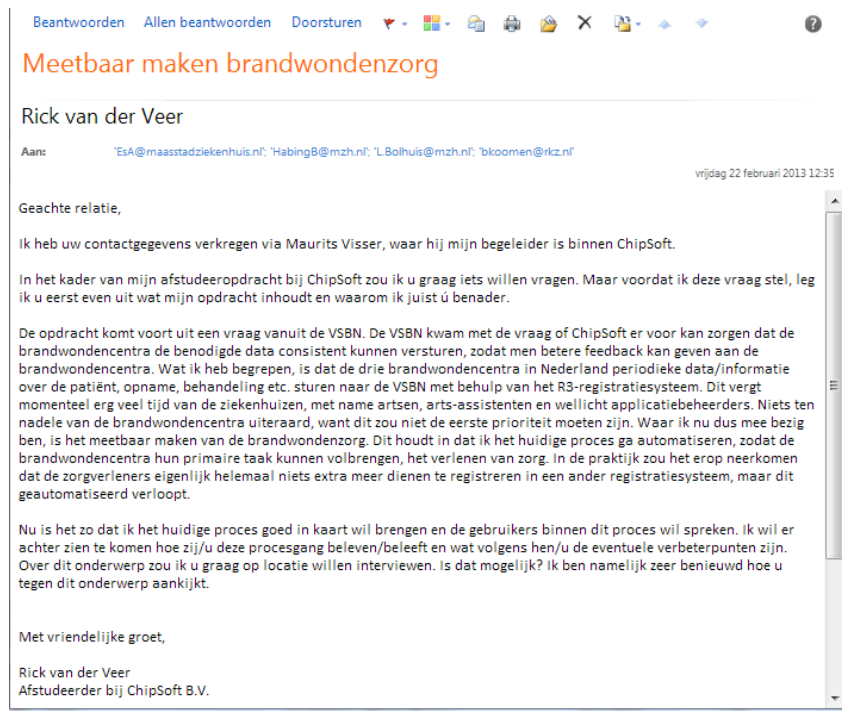 Beantwoorden Allen beantwoorden Doorsturen
Meetbaar maken brandwondenzorg
Rick van der Veer
Aan: 'EsA@maasstadziekenhuis.nl'; 'HabingB@mzh.nl'; 'L.Bolhuis@mzh.nl'; 'bkoomen@rkz.nl'
vrijdag 22 februari 2013 12:35
Geachte relatie,
Ik heb uw contactgegevens verkregen via Maurits Visser, waar hij mijn begeleider is binnen ChipSoft.
In het kader van mijn afstudeeropdracht bij ChipSoft zou ik u graag iets willen vragen. Maar voordat ik deze vraag stel, leg
ik u eerst even uit wat mijn opdracht inhoudt en waarom ik juist ú benader.
De opdracht komt voort uit een vraag vanuit de VSBN. De VSBN kwam met de vraag of ChipSoft er voor kan zorgen dat de
brandwondencentra de benodigde data consistent kunnen versturen, zodat men betere feedback kan geven aan de
brandwondencentra. Wat ik heb begrepen, is dat de drie brandwondencentra in Nederland periodieke data/informatie
over de patiënt, opname, behandeling etc. sturen naar de VSBN met behulp van het R3-registratiesysteem. Dit vergt
momenteel erg veel tijd van de ziekenhuizen, met name artsen, arts-assistenten en wellicht applicatiebeheerders. Niets ten
nadele van de brandwondencentra uiteraard, want dit zou niet de eerste prioriteit moeten zijn. Waar ik nu dus mee bezig
ben, is het meetbaar maken van de brandwondenzorg. Dit houdt in dat ik het huidige proces ga automatiseren, zodat de
brandwondencentra hun primaire taak kunnen volbrengen, het verlenen van zorg. In de praktijk zou het erop neerkomen
dat de zorgverleners eigenlijk helemaal niets extra meer dienen te registreren in een ander registratiesysteem, maar dit
geautomatiseerd verloopt.
Nu is het zo dat ik het huidige proces goed in kaart wil brengen en de gebruikers binnen dit proces wil spreken. Ik wil er
achter zien te komen hoe zij/u deze procesgang beleven/beleeft en wat volgens hen/u de eventuele verbeterpunten zijn.
Over dit onderwerp zou ik u graag op locatie willen interviewen. Is dat mogelijk? Ik ben namelijk zeer benieuwd hoe u
tegen dit onderwerp aankijkt.
Met vriendelijke groet,
Rick van der Veer
Afstudeerder bij ChipSoft B.V.